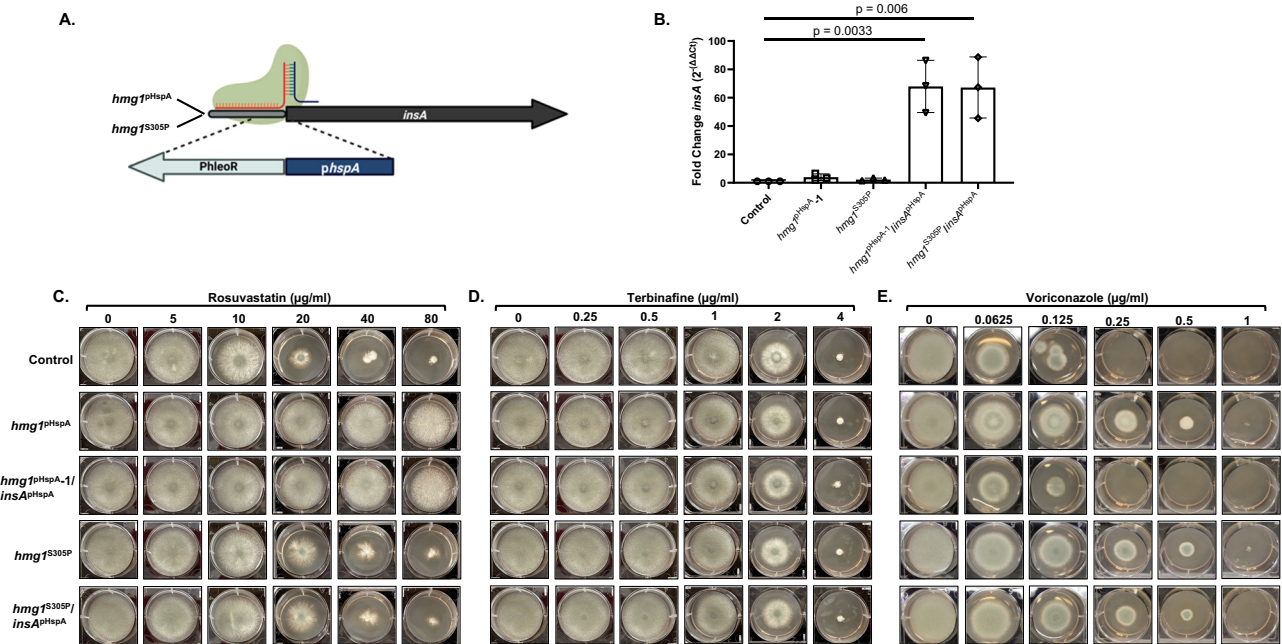 A.
hmg1pHspA
hmg1S305P
insA
PhleoR
phspA
B.
p = 0.006
p = 0.0033
Fold Change insA (2-(ΔΔCt)
100
80
60
40
20
0
Control
hmg1pHspA-1
hmg1S305P
hmg1pHspA-1/insApHspA
hmg1S305P/insApHspA
C.
Rosuvastatin (µg/ml)
0 5 10 20 40 80
D.
Terbinafine (µg/ml)
0 0.25 0.5 1 2 4
E.
Voriconazole (µg/ml)
0 0.0625 0.125 0.25 0.5 1
Control
hmg1pHspA
hmg1pHspA-1/
insApHspA
hmg1S305P
hmg1S305P/
insApHspA